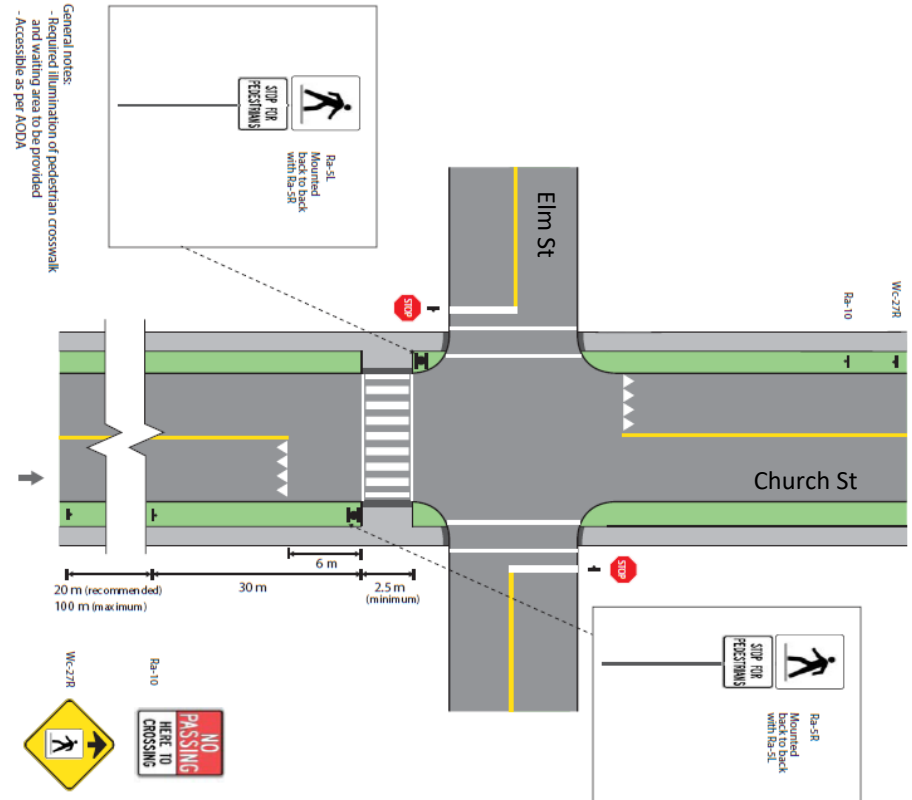 General notes:
- Required illumination of pedestrian crosswalk
and waiting area to be provided
- Accessible as per AODA
STOP FOR
PEDESTRIANS
Ra-5L
Mounted
back to back
with Ra-5R
Elm St
STOP
Ra-10
Wc-27R
Church St
6 m
20 m (recommended)
100 m (maximum)
30 m
2.5 m
(minimum)
STOP
STOP FOR
PEDESTRIANS
Ra-5R
Mounted
back to back
with Ra-5L
Ra-10
NO
PASSING
HERE TO
CROSSING
Wc-27R